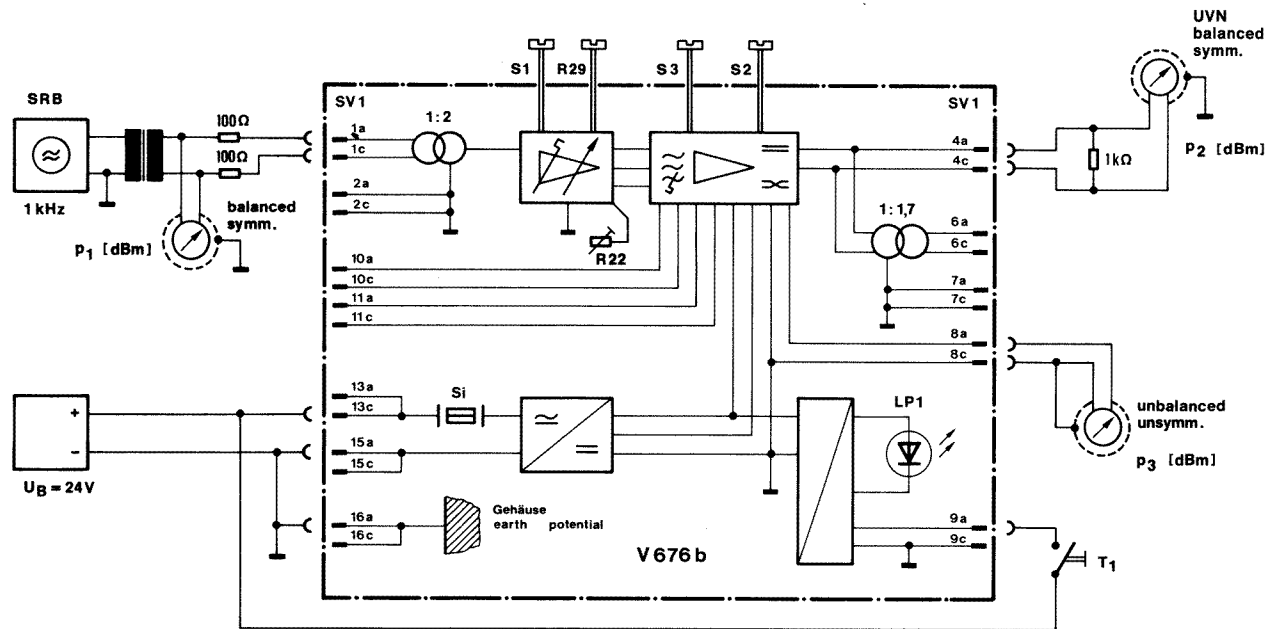 UVN
balanced
symm.
S1 R29 S3 S2
SRB
SV1 SV1
100Ω
100Ω
1a
1c
1:2
4a
4c
1kΩ
p2 [dBm]
1 kHz
2a
2c
balanced
symm.
p1 [dBm]
R22
1:1,7
6a
6c
10a
10c
11a
11c
7a
7c
8a
8c
13a
13c
Si
LP1
unbalanced
unsymm.
p3 [dBm]
+
−
15a
15c
UB = 24V
16a
16c
Gehäuse
earth potential
V676b
9a
9c
T1